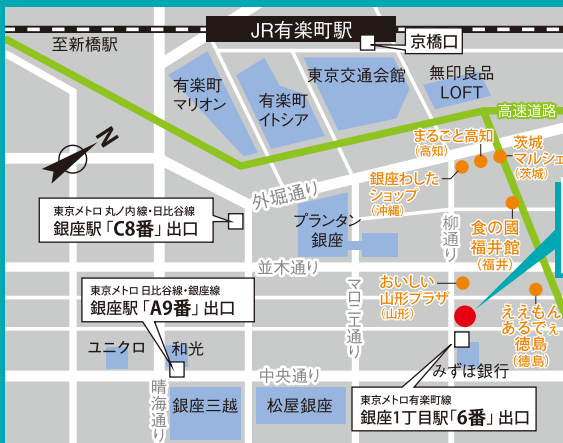 JR有楽町駅
至新橋駅
京橋口
有楽町
マリオン
有楽町
イトシア
東京交通会館
無印良品
LOFT
高速道路
まるごと高知
(高知)
茨城
マルシェ
(茨城)
銀座わした
ショップ
(沖縄)
N
外堀通り
東京メトロ 丸ノ内線・日比谷線
銀座駅「C8番」出口
プランタン
銀座
柳通り
食の國
福井館
(福井)
並木通り
東京メトロ 日比谷線・銀座線
銀座駅「A9番」出口
マロニエ通り
おいしい
山形プラザ
(山形)
ええもん
あるでぇ
徳島
(徳島)
ユニクロ
和光
みずほ銀行
中央通り
晴海通り
銀座三越
松屋銀座
東京メトロ有楽町線
銀座1丁目駅「6番」出口